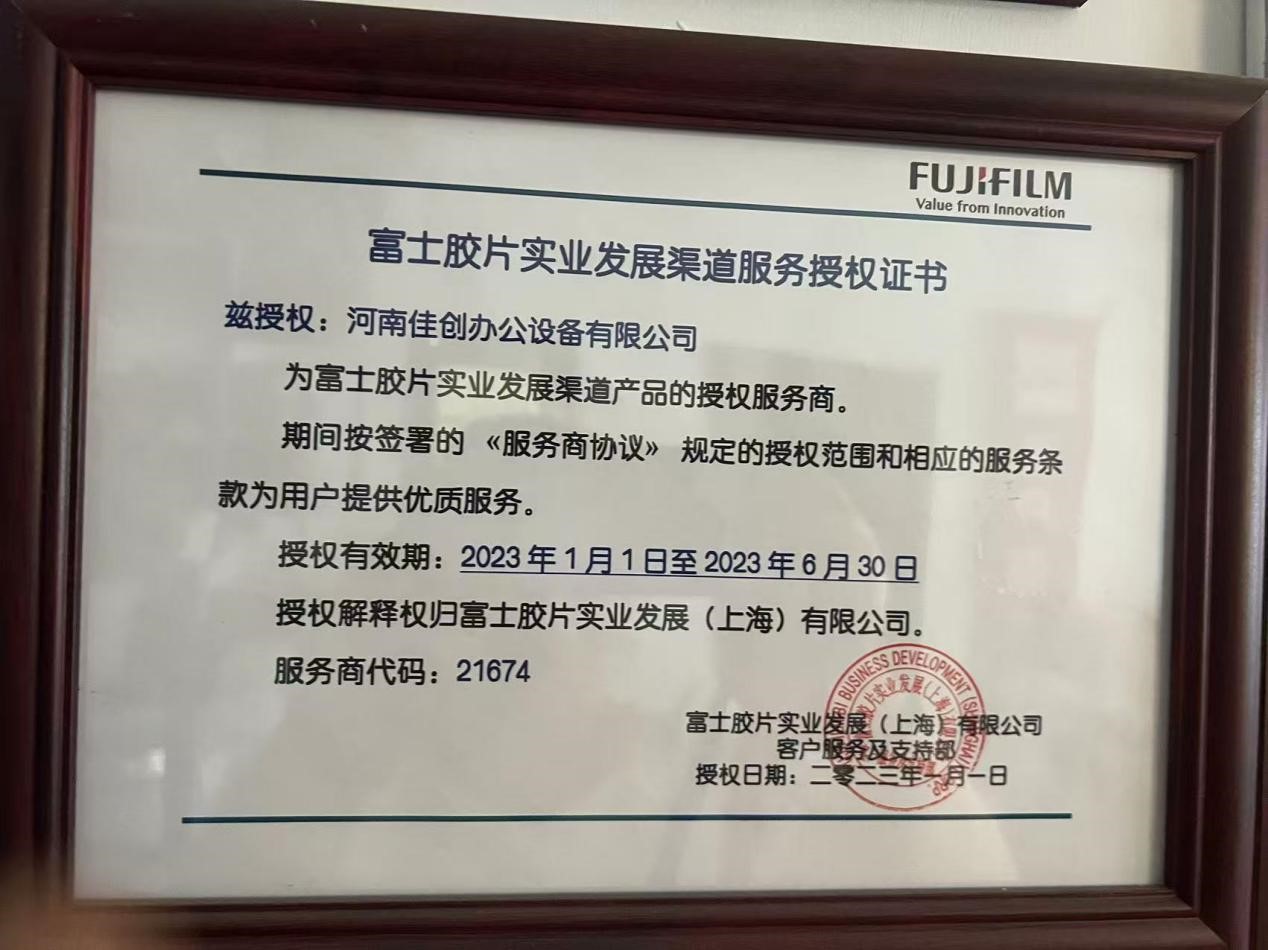 FUJIFILM
Value from Innovation
富士胶片实业发展渠道服务授权证书
兹授权：河南佳创办公设备有限公司
为富士胶片实业发展渠道产品的授权服务商。
期间按签署的《服务商协议》规定的授权范围和相应的服务条
款为用户提供优质服务。
授权有效期：2023年1月1日至2023年6月30日
授权解释权归富士胶片实业发展（上海）有限公司。
服务商代码：21674
BUSINESS DEVELOPMENT
富士胶片实业发展（上海）有限公司
客户服务及支持部
授权日期：二零二三年一月一日